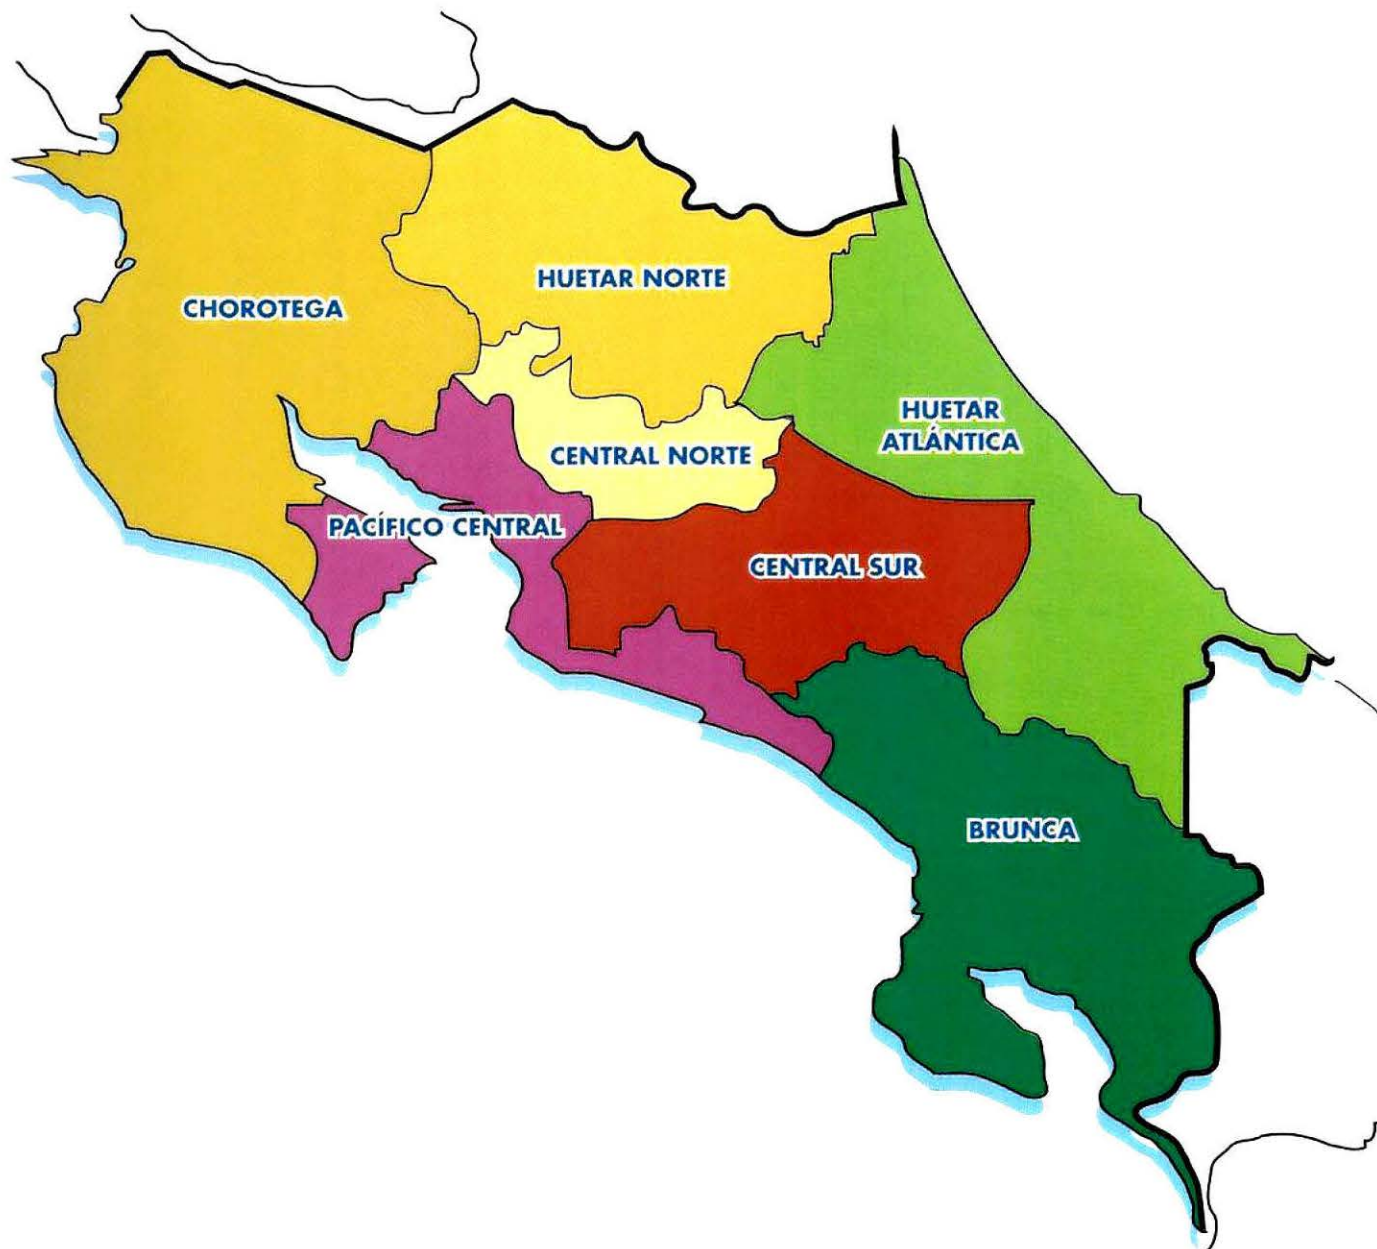 HUETAR NORTE
CHOROTEGA
HUETAR
ATLÁNTICA
CENTRAL NORTE
PACÍFICO CENTRAL
CENTRAL SUR
BRUNCA